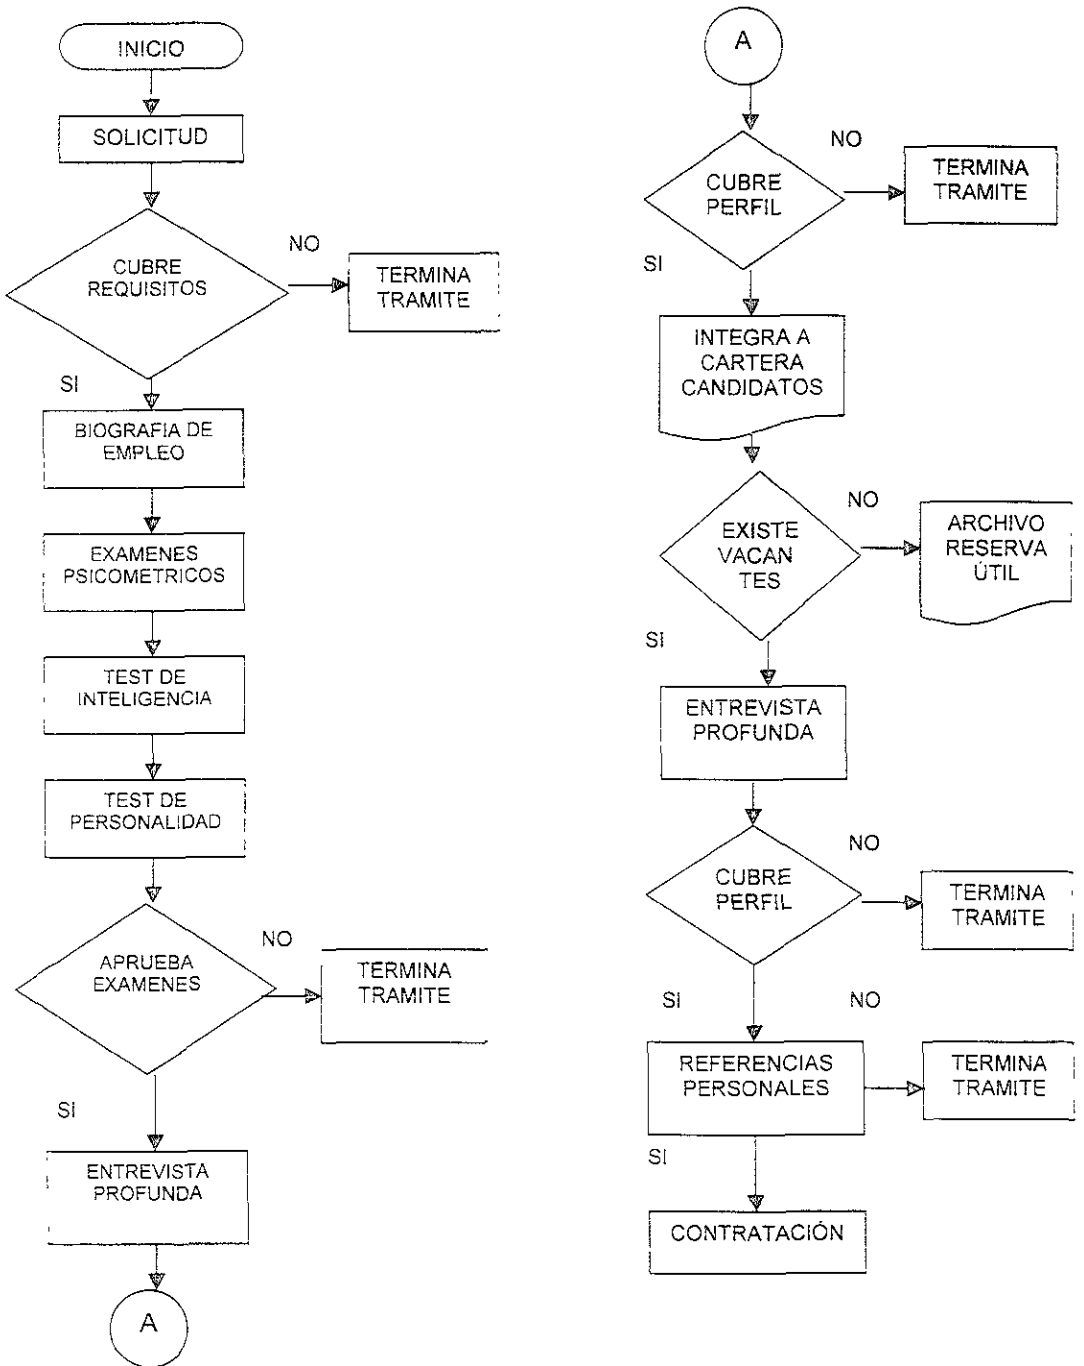 INICIO
SOLICITUD
CUBRE
REQUISITOS
NO
TERMINA
TRAMITE
SI
BIOGRAFIA DE
EMPLEO
EXAMENES
PSICOMETRICOS
TEST DE
INTELIGENCIA
TEST DE
PERSONALIDAD
APRUEBA
EXAMENES
NO
TERMINA
TRAMITE
SI
ENTREVISTA
PROFUNDA
A
A
CUBRE
PERFIL
NO
TERMINA
TRAMITE
SI
INTEGRA A
CARTERA
CANDIDATOS
EXISTE
VACAN
TES
NO
ARCHIVO
RESERVA
ÚTIL
SI
ENTREVISTA
PROFUNDA
CUBRE
PERFIL
NO
TERMINA
TRAMITE
SI
NO
REFERENCIAS
PERSONALES
TERMINA
TRAMITE
SI
CONTRATACIÓN